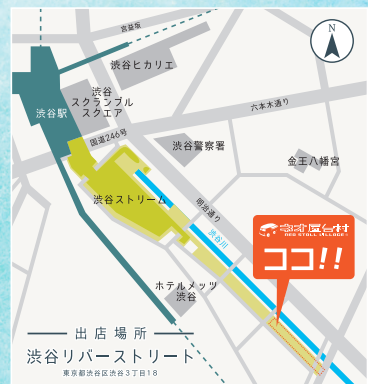 宮益坂
N
渋谷ヒカリエ
渋谷
スクランブル
スクエア
渋谷駅
六本木通り
国道246号
渋谷警察署
金王八幡宮
渋谷ストリーム
明治通り
渋谷川
ココ!!
ホテルメッツ
渋谷
出店場所
渋谷リバーストリート
東京都渋谷区渋谷3丁目18